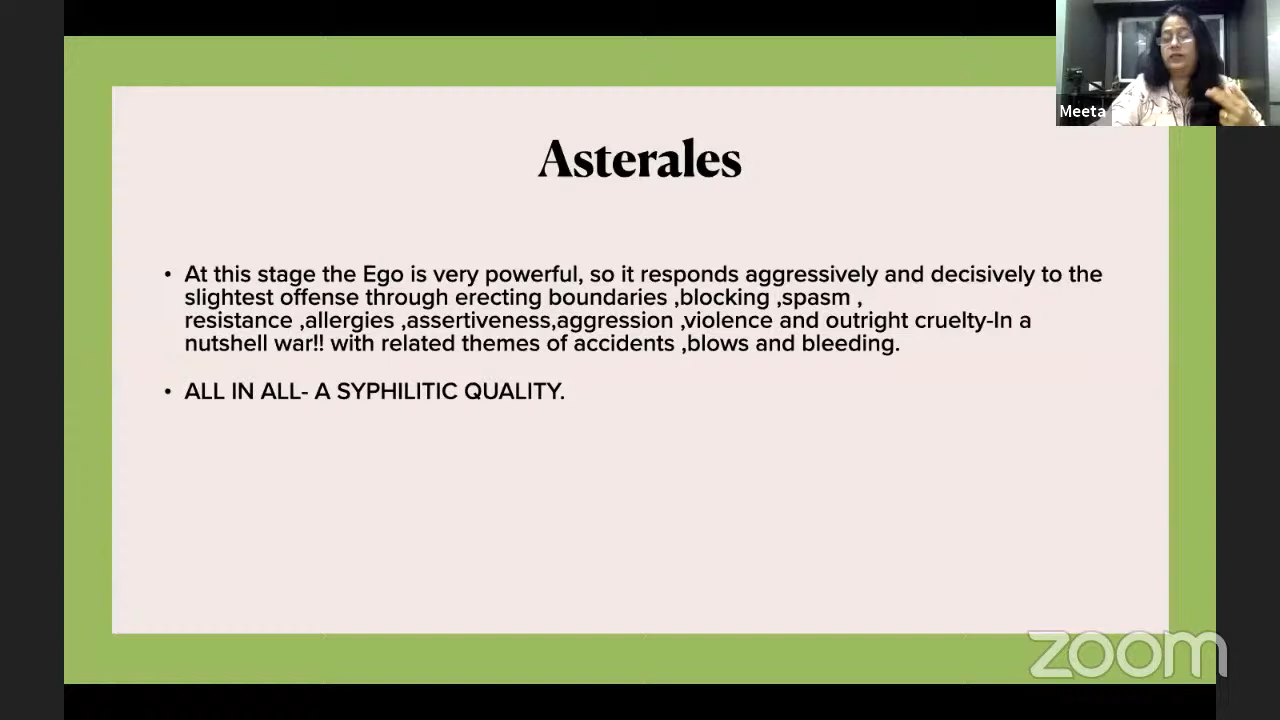 Meeta
Asterales
• At this stage the Ego is very powerful, so it responds aggressively and decisively to the
slightest offense through erecting boundaries ,blocking ,spasm ,
resistance ,allergies ,assertiveness,aggression ,violence and outright cruelty-In a
nutshell war!! with related themes of accidents ,blows and bleeding.
• ALL IN ALL- A SYPHILITIC QUALITY.
zoom